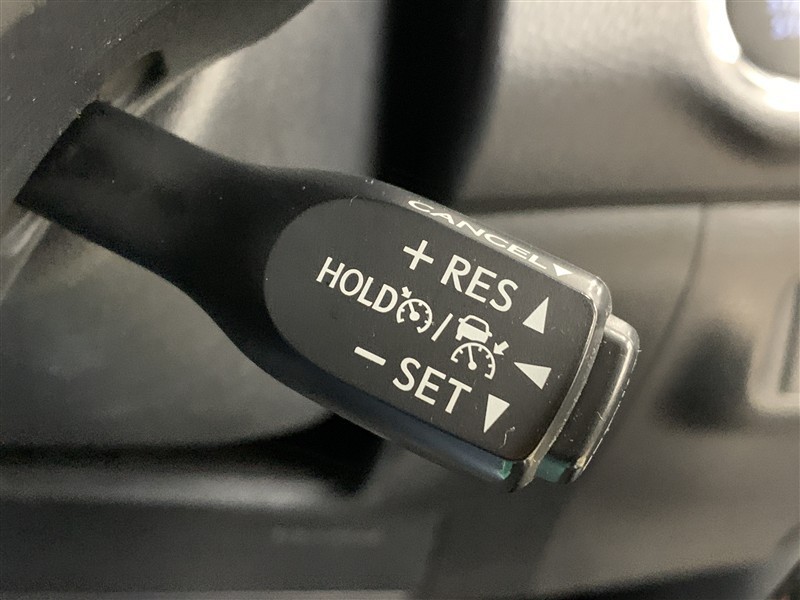 CANCEL▼
+ RES ▲
HOLD /
− SET ▼